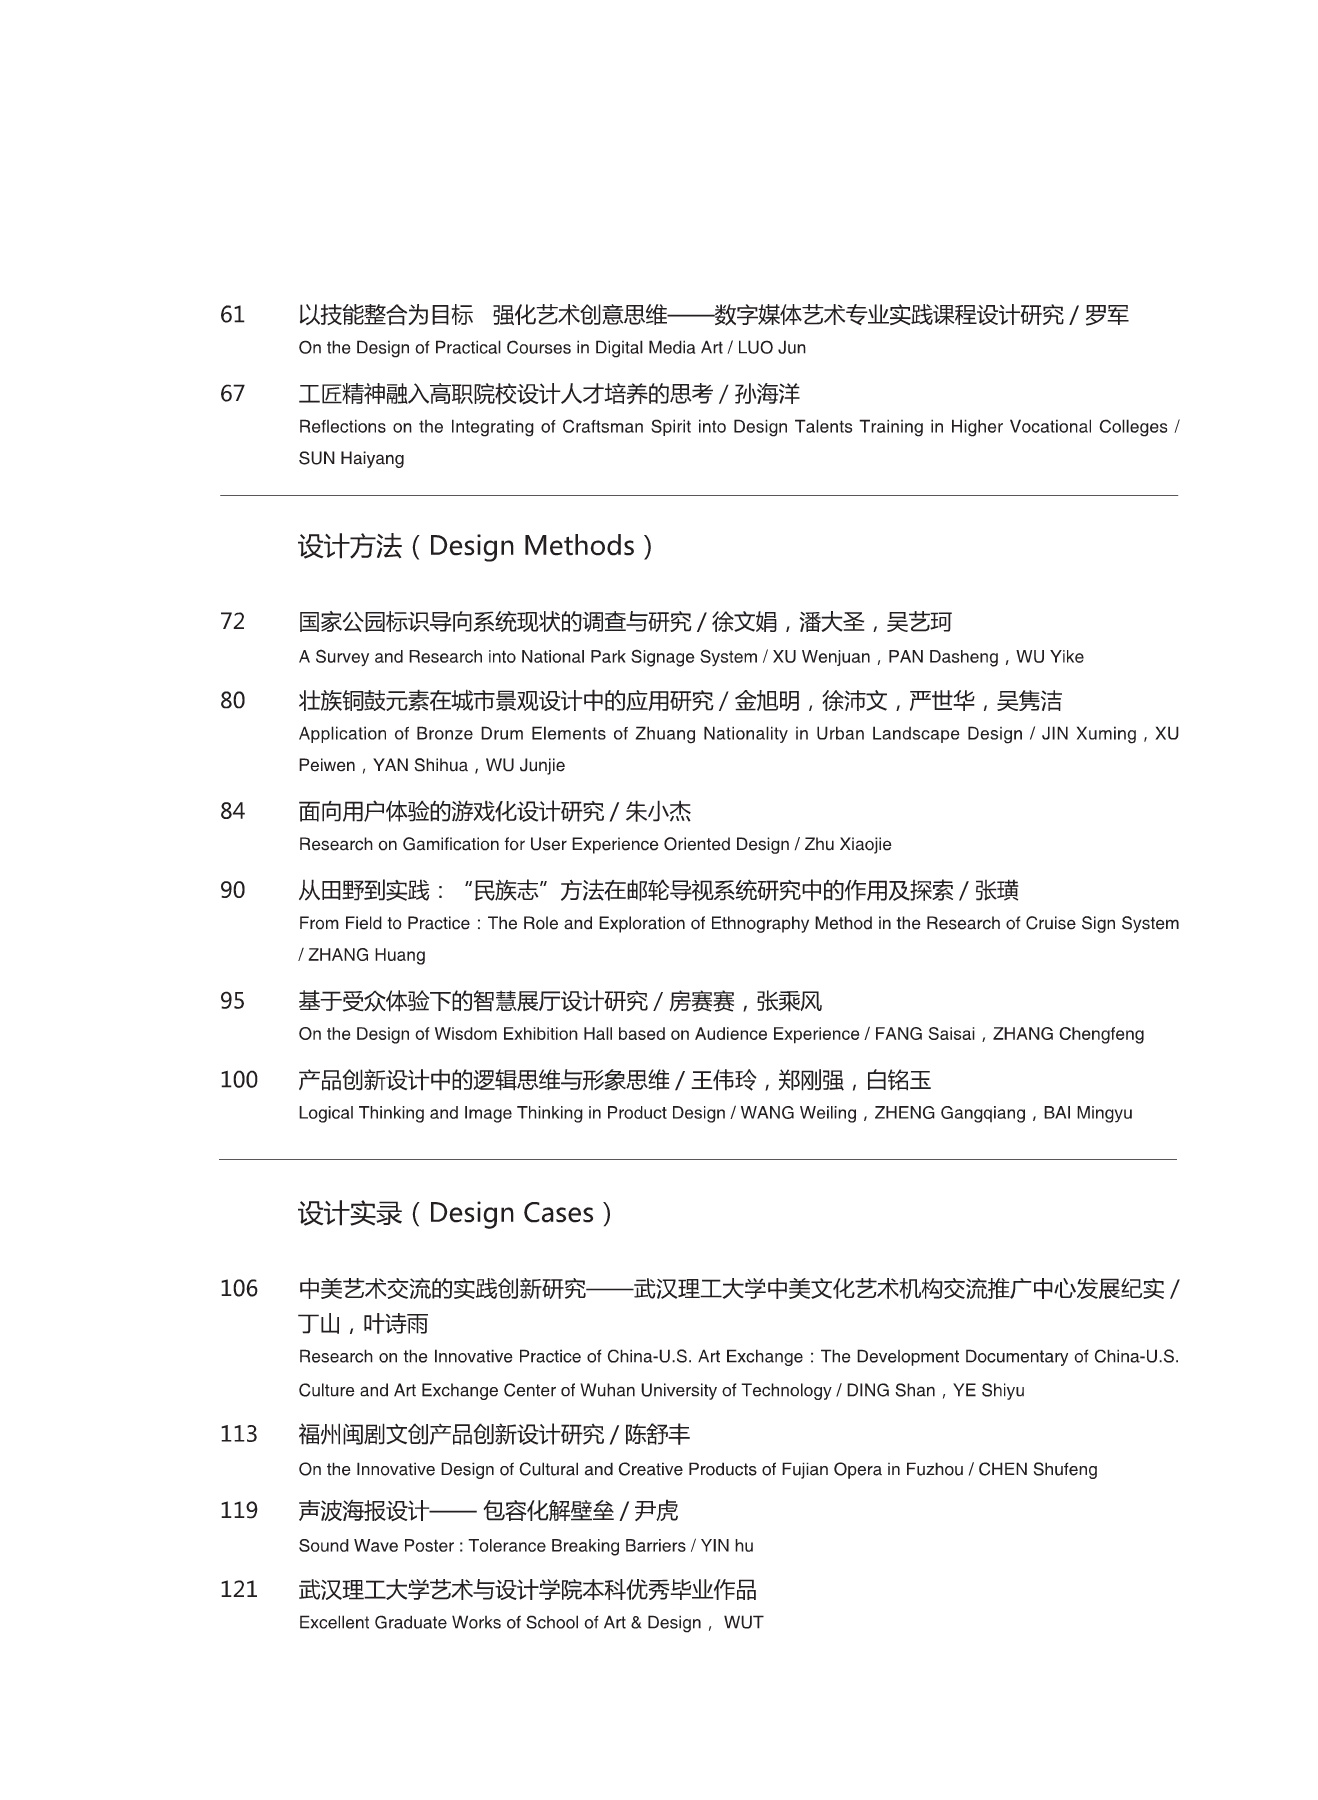 61 以技能整合为目标 强化艺术创意思维——数字媒体艺术专业实践课程设计研究 / 罗军
On the Design of Practical Courses in Digital Media Art / LUO Jun
67 工匠精神融入高职院校设计人才培养的思考 / 孙海洋
Reflections on the Integrating of Craftsman Spirit into Design Talents Training in Higher Vocational Colleges /
SUN Haiyang
设计方法（Design Methods）
72 国家公园标识导向系统现状的调查与研究 / 徐文娟，潘大圣，吴艺珂
A Survey and Research into National Park Signage System / XU Wenjuan，PAN Dasheng，WU Yike
80 壮族铜鼓元素在城市景观设计中的应用研究 / 金旭明，徐沛文，严世华，吴隽洁
Application of Bronze Drum Elements of Zhuang Nationality in Urban Landscape Design / JIN Xuming，XU
Peiwen，YAN Shihua，WU Junjie
84 面向用户体验的游戏化设计研究 / 朱小杰
Research on Gamification for User Experience Oriented Design / Zhu Xiaojie
90 从田野到实践：“民族志”方法在邮轮导视系统研究中的作用及探索 / 张璜
From Field to Practice：The Role and Exploration of Ethnography Method in the Research of Cruise Sign System
/ ZHANG Huang
95 基于受众体验下的智慧展厅设计研究 / 房赛赛，张乘风
On the Design of Wisdom Exhibition Hall based on Audience Experience / FANG Saisai，ZHANG Chengfeng
100 产品创新设计中的逻辑思维与形象思维 / 王伟玲，郑刚强，白铭玉
Logical Thinking and Image Thinking in Product Design / WANG Weiling，ZHENG Gangqiang，BAI Mingyu
设计实录（Design Cases）
106 中美艺术交流的实践创新研究——武汉理工大学中美文化艺术机构交流推广中心发展纪实 /
丁山，叶诗雨
Research on the Innovative Practice of China-U.S. Art Exchange：The Development Documentary of China-U.S.
Culture and Art Exchange Center of Wuhan University of Technology / DING Shan，YE Shiyu
113 福州闽剧文创产品创新设计研究 / 陈舒丰
On the Innovative Design of Cultural and Creative Products of Fujian Opera in Fuzhou / CHEN Shufeng
119 声波海报设计—— 包容化解壁垒 / 尹虎
Sound Wave Poster : Tolerance Breaking Barriers / YIN hu
121 武汉理工大学艺术与设计学院本科优秀毕业作品
Excellent Graduate Works of School of Art & Design， WUT